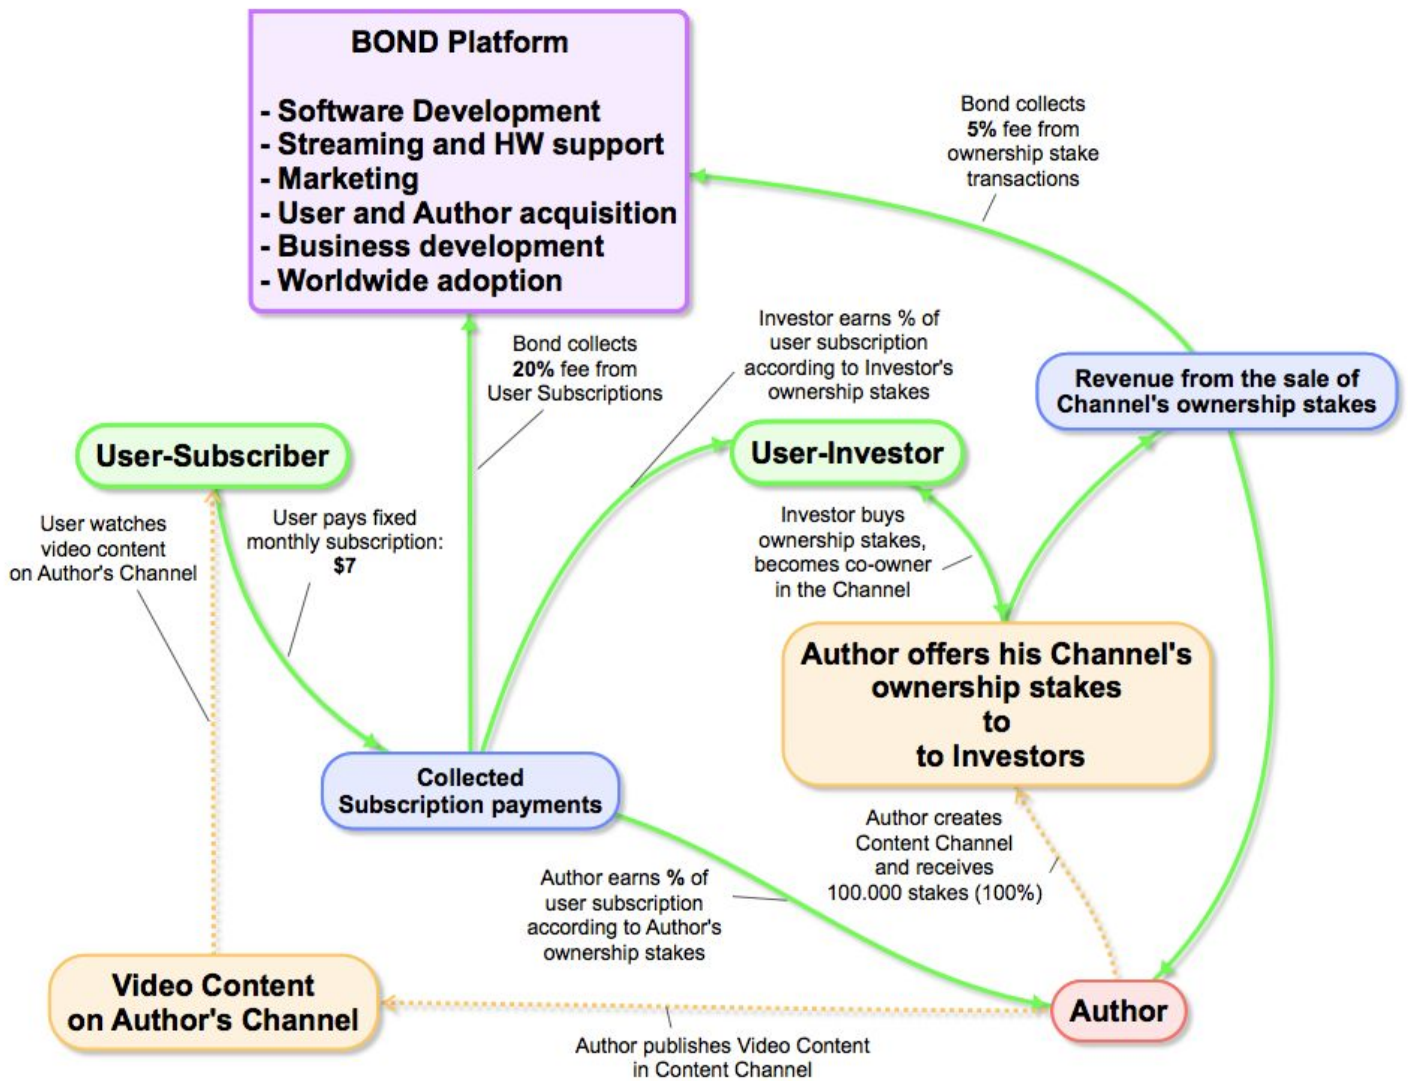 BOND Platform
- Software Development
- Streaming and HW support
- Marketing
- User and Author acquisition
- Business development
- Worldwide adoption
Bond collects
5% fee from
ownership stake
transactions
Bond collects
20% fee from
User Subscriptions
Investor earns % of
user subscription
according to Investor's
ownership stakes
Revenue from the sale of
Channel's ownership stakes
User-Subscriber
User-Investor
User watches
video content
on Author's Channel
User pays fixed
monthly subscription:
$7
Investor buys
ownership stakes,
becomes co-owner
in the Channel
Author offers his Channel's
ownership stakes
to
to Investors
Collected
Subscription payments
Author creates
Content Channel
and receives
100.000 stakes (100%)
Author earns % of
user subscription
according to Author's
ownership stakes
Video Content
on Author's Channel
Author
Author publishes Video Content
in Content Channel